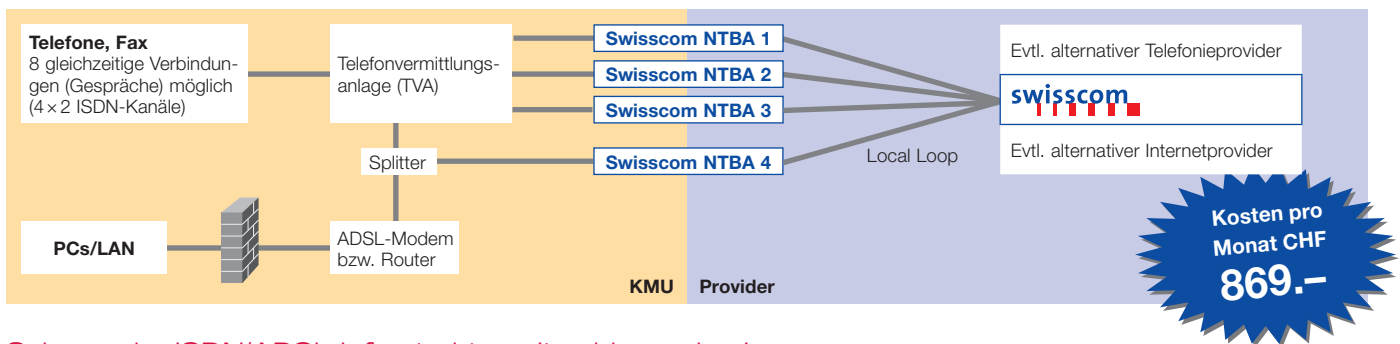 Telefone, Fax
8 gleichzeitige Verbindun-
gen (Gespräche) möglich
(4 × 2 ISDN-Kanäle)
Telefonvermittlungs-
anlage (TVA)
Swisscom NTBA 1
Swisscom NTBA 2
Swisscom NTBA 3
Swisscom NTBA 4
Splitter
Local Loop
Evtl. alternativer Telefonieprovider
swisscom
Evtl. alternativer Internetprovider
PCs/LAN
ADSL-Modem
bzw. Router
KMU
Provider
Kosten pro
Monat CHF
869.–